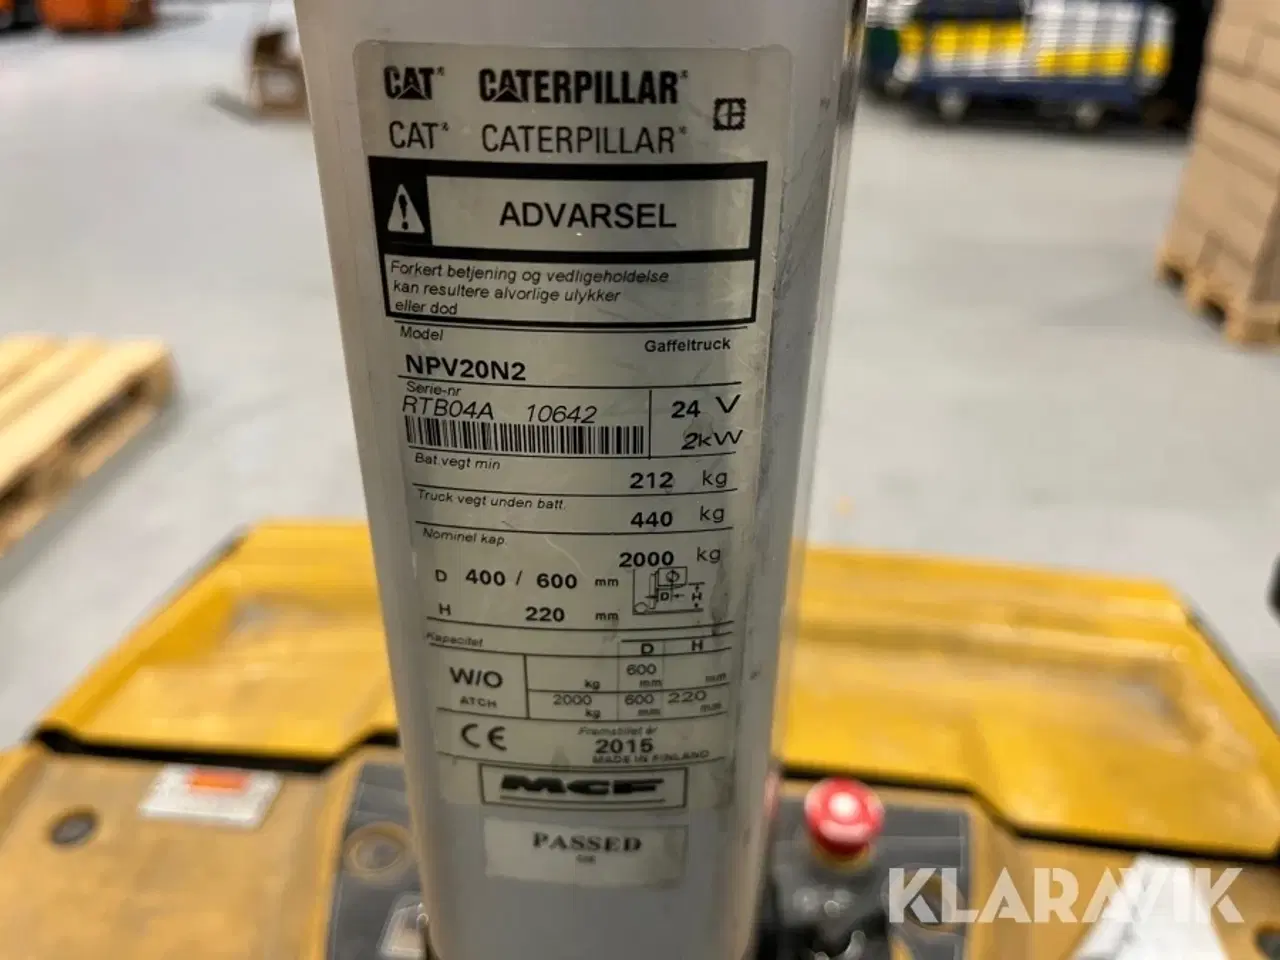 CAT® CATERPILLAR®
CAT® CATERPILLAR®
ADVARSEL
Forkert betjening og vedligeholdelse
kan resultere alvorlige ulykker
eller dod
Model
Gaffeltruck
NPV20N2
Serie-nr
RTB04A 10642
24 V
2kW
Bat.vegt min
212 kg
Truck vegt unden batt.
440 kg
Nominel kap.
2000 kg
D 400 / 600 mm
D H
H 220 mm
Kapacitet
D H
W/O
ATCH
kg 600 mm mm
2000 kg 600 mm 220 mm
CE
Fremstillet år
2015
MADE IN FINLAND
MCF
PASSED
KLARAVIK